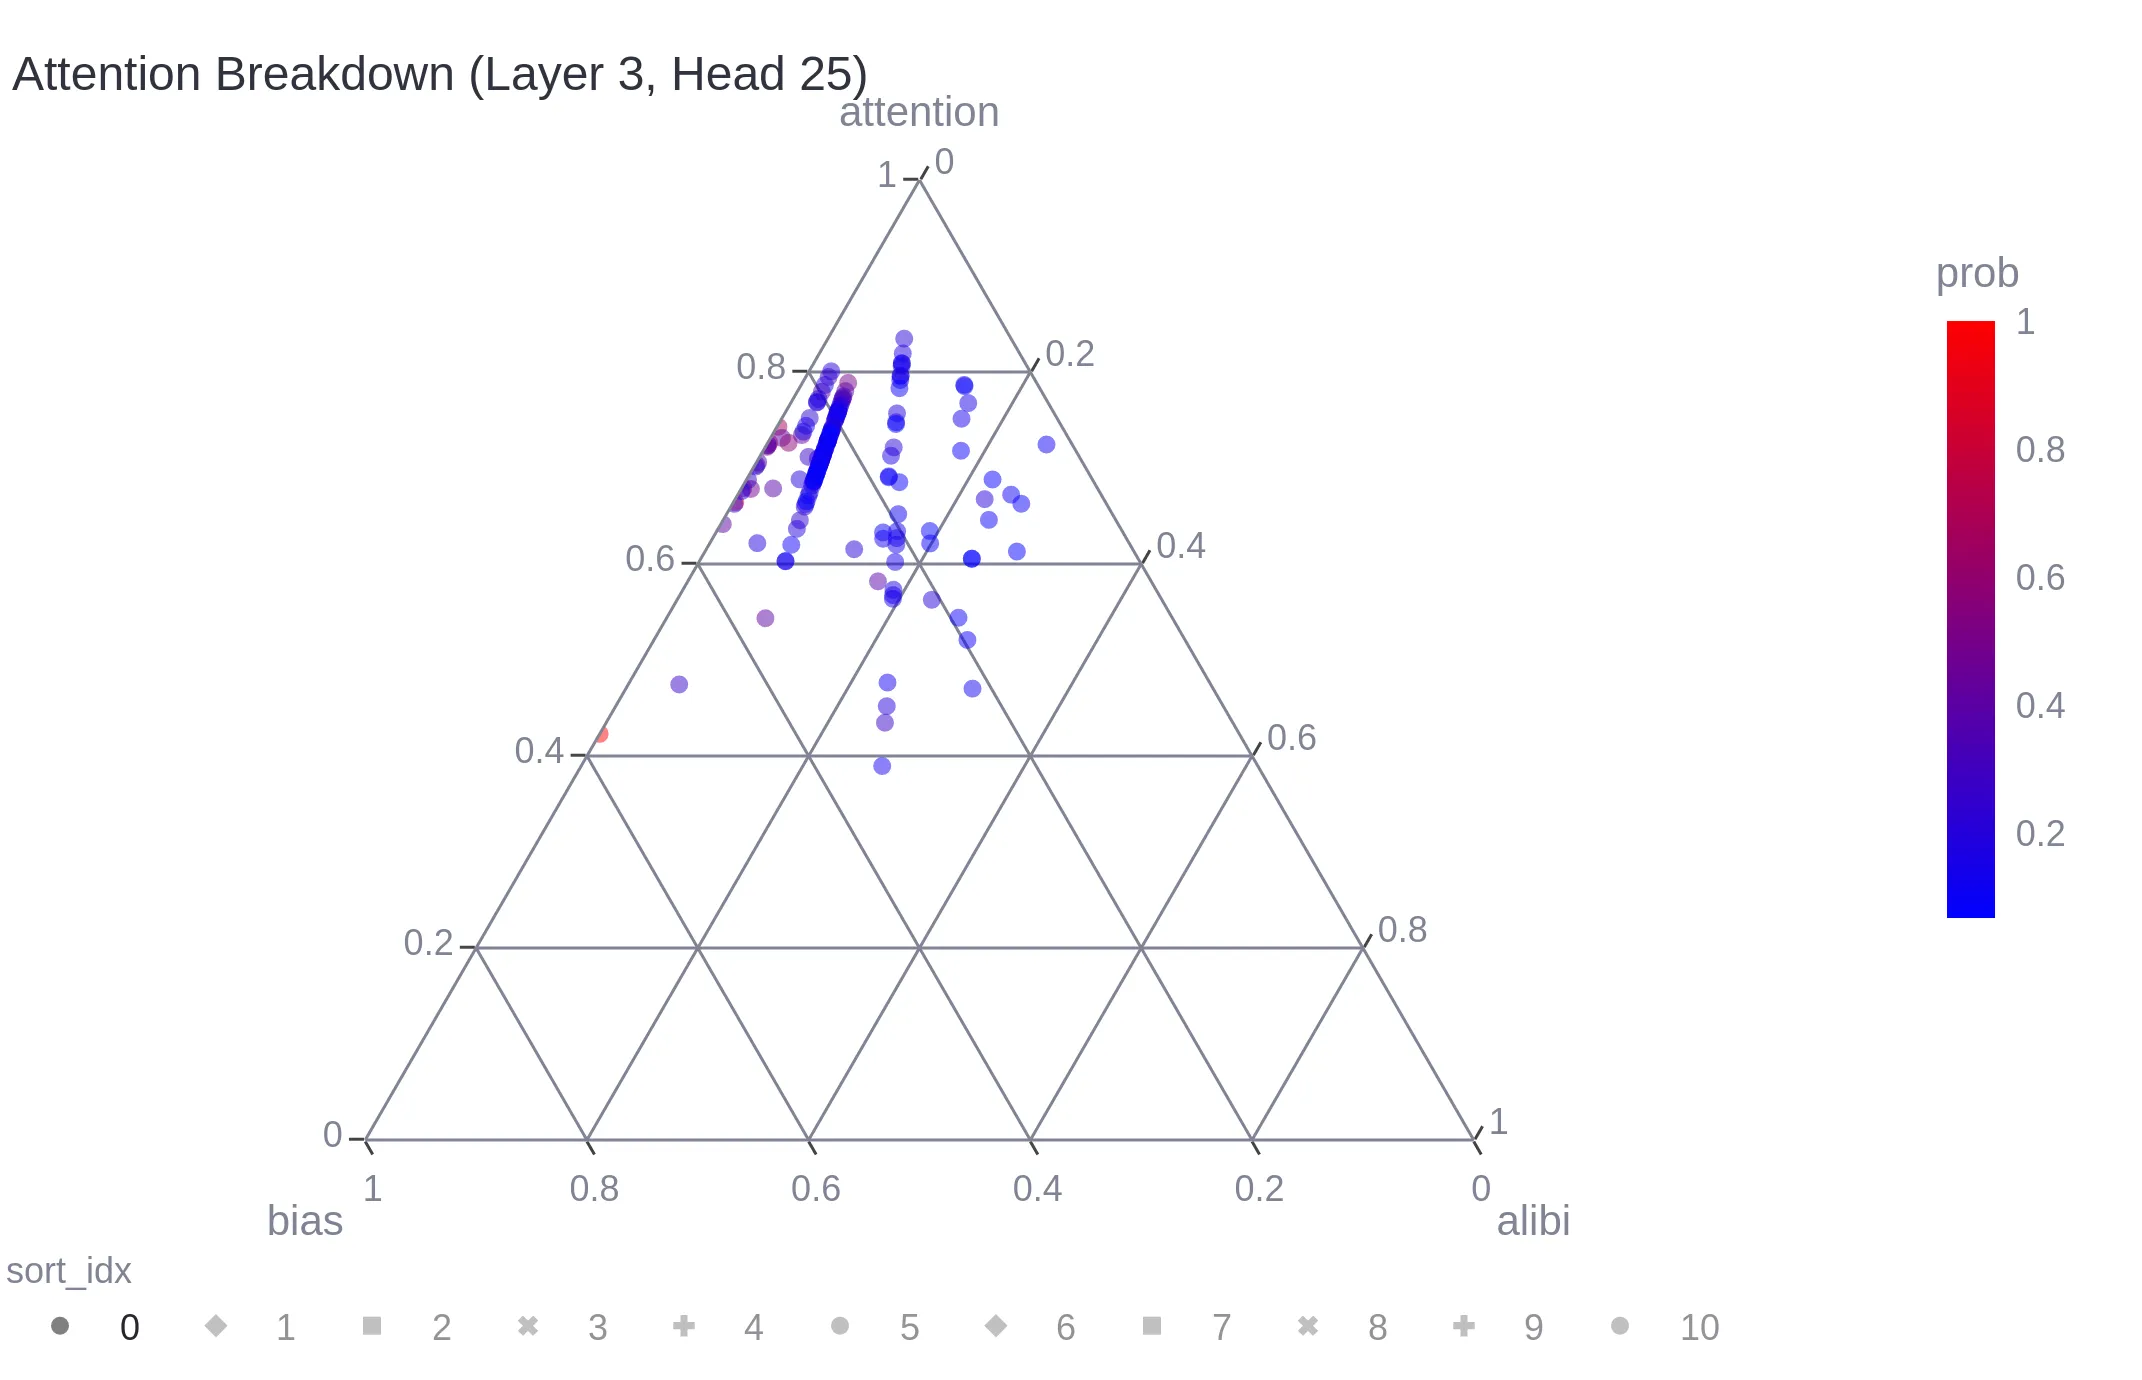 Attention Breakdown (Layer 3, Head 25)
attention
1 0
0.8 0.2
0.6 0.4
0.4 0.6
0.2 0.8
0 1
1 0.8 0.6 0.4 0.2 0
bias alibi
prob
1
0.8
0.6
0.4
0.2
sort_idx
0 1 2 3 4 5 6 7 8 9 10